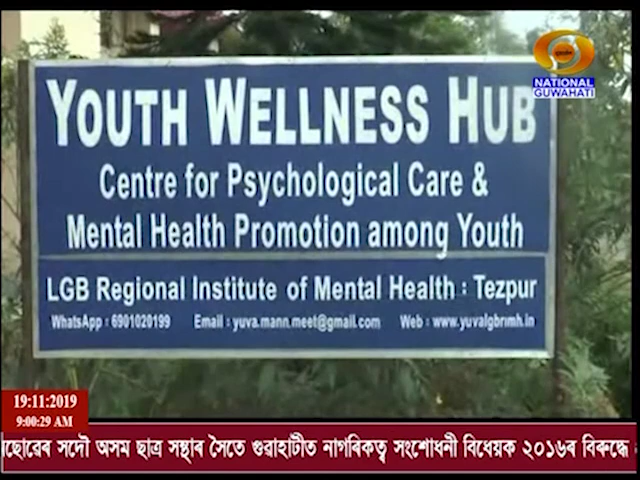 NATIONAL
GUWAHATI
YOUTH WELLNESS HUB
Centre for Psychological Care &
Mental Health Promotion among Youth
LGB Regional Institute of Mental Health : Tezpur
WhatsApp : 6901020199 Email : yuva.mann.meet@gmail.com Web : www.yuvalgbrimh.in
19:11:2019
9:00:29 AM
সদৌ অসম ছাত্ৰ সন্থাৰ সৈতে গুৱাহাটীত নাগৰিকত্ব সংশোধনী বিধেয়ক ২০১৬ৰ বিৰুদ্ধে